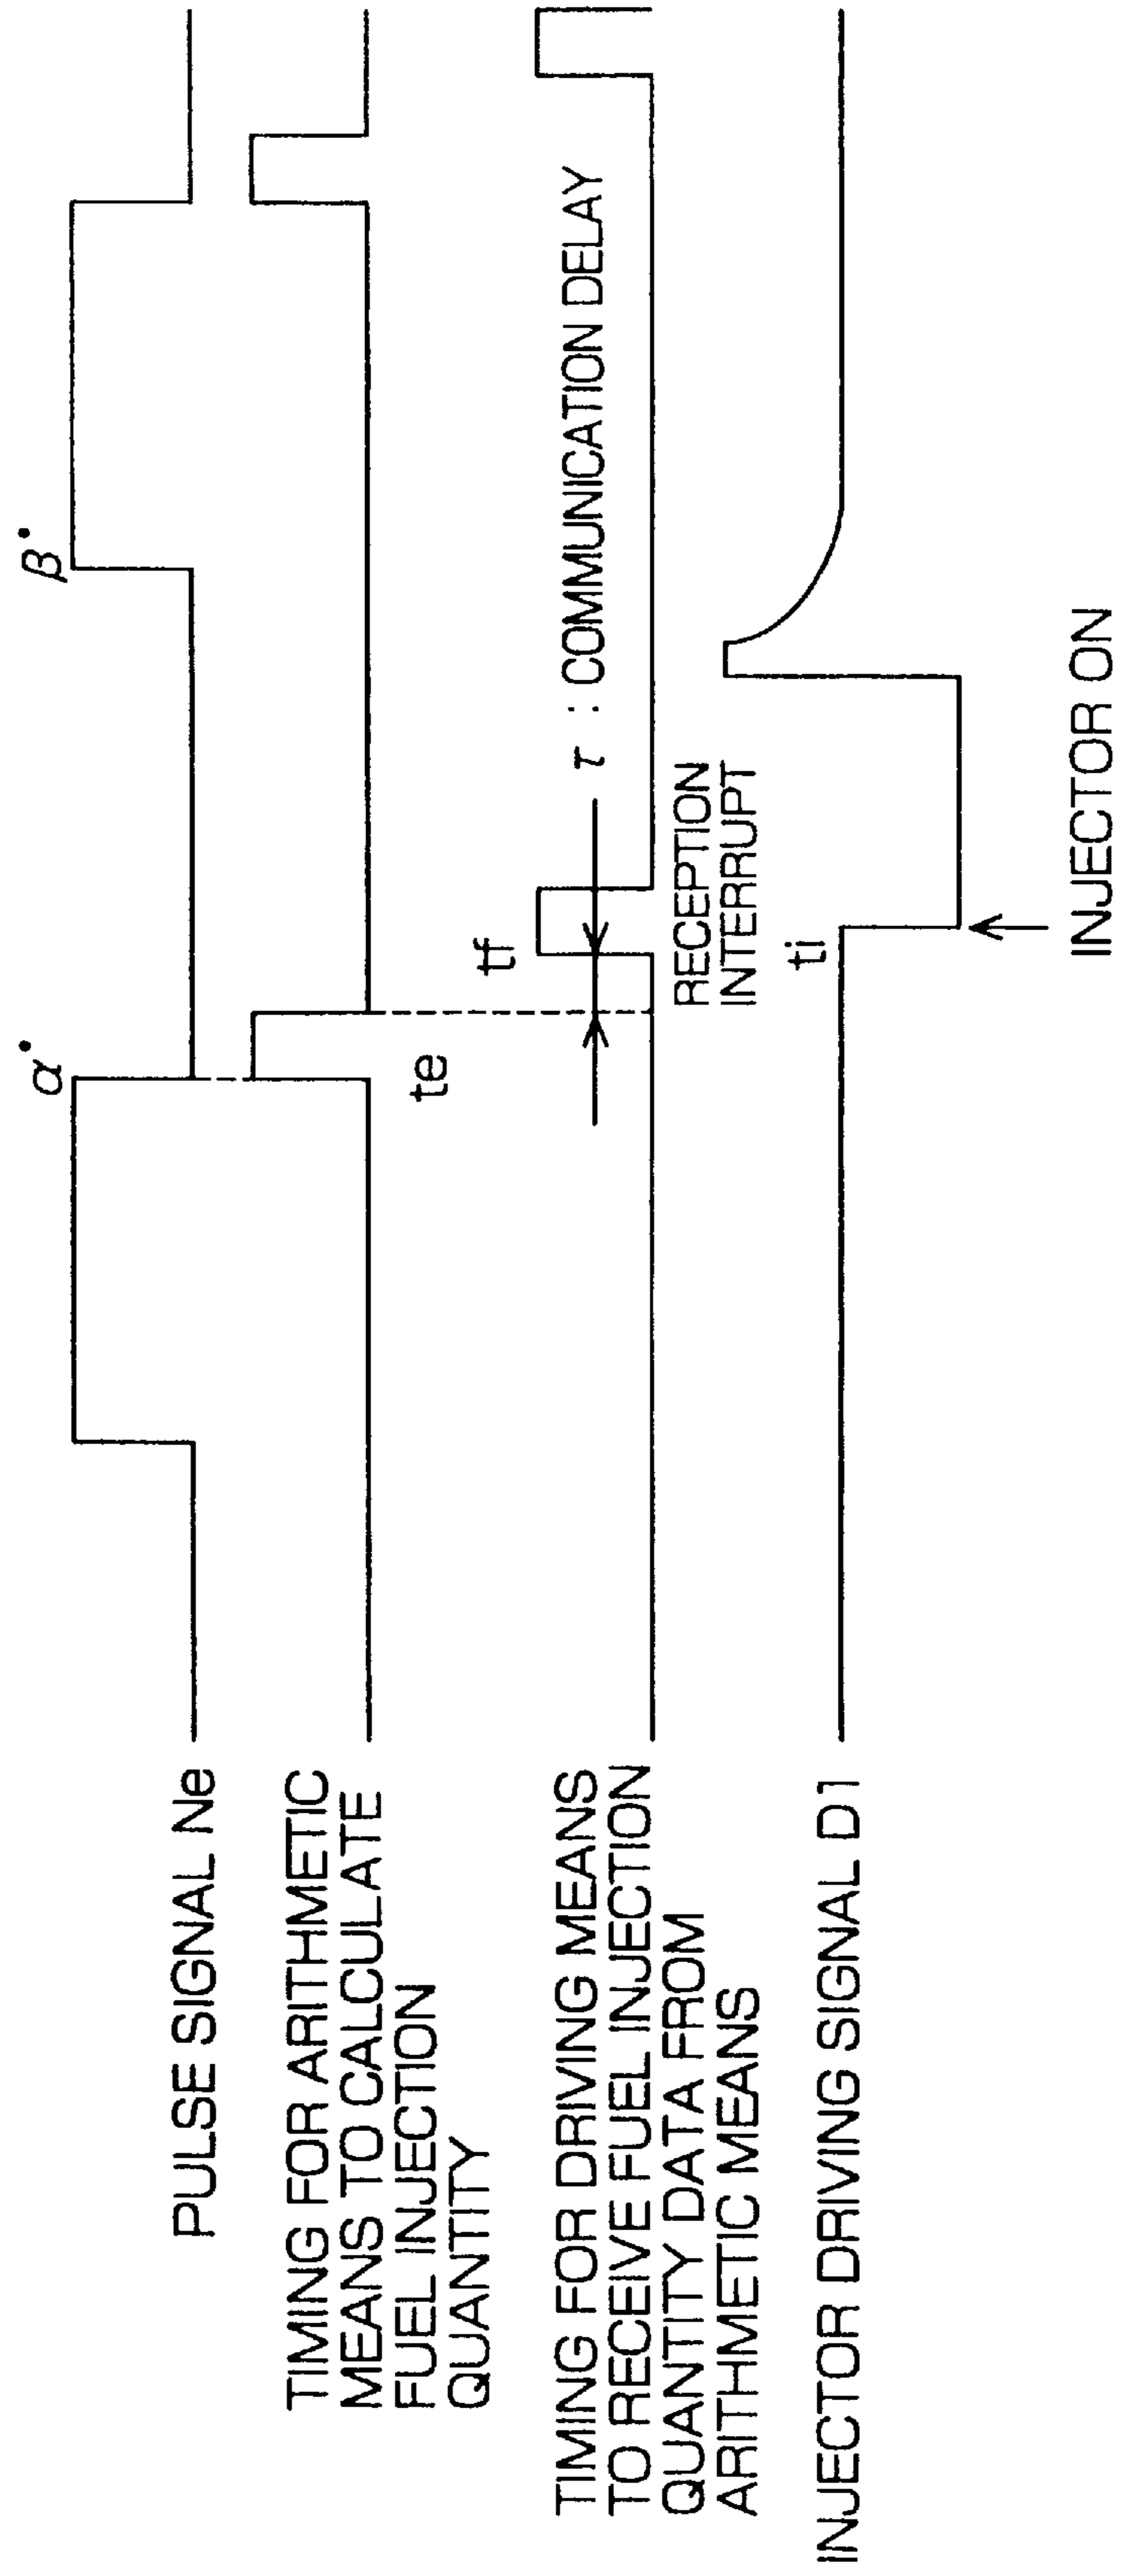 α°
β°
PULSE SIGNAL Ne
TIMING FOR ARITHMETIC
MEANS TO CALCULATE
FUEL INJECTION
QUANTITY
te
tf
τ : COMMUNICATION DELAY
TIMING FOR DRIVING MEANS
TO RECEIVE FUEL INJECTION
QUANTITY DATA FROM
ARITHMETIC MEANS
RECEPTION
INTERRUPT
ti
INJECTOR DRIVING SIGNAL D1
INJECTOR ON